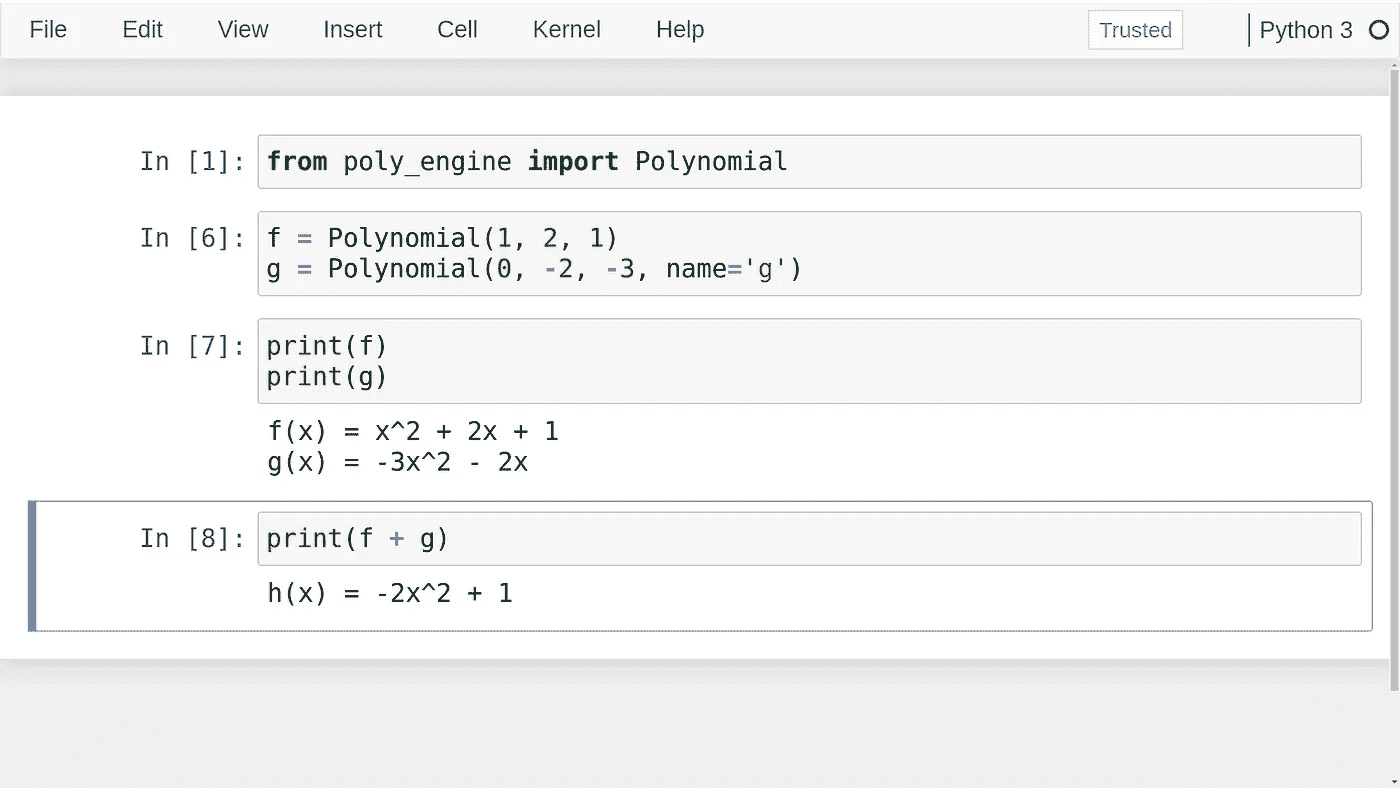 File Edit View Insert Cell Kernel Help Trusted Python 3
In [1]: from poly_engine import Polynomial
In [6]: f = Polynomial(1, 2, 1)
g = Polynomial(0, -2, -3, name='g')
In [7]: print(f)
print(g)
f(x) = x^2 + 2x + 1
g(x) = -3x^2 - 2x
In [8]: print(f + g)
h(x) = -2x^2 + 1